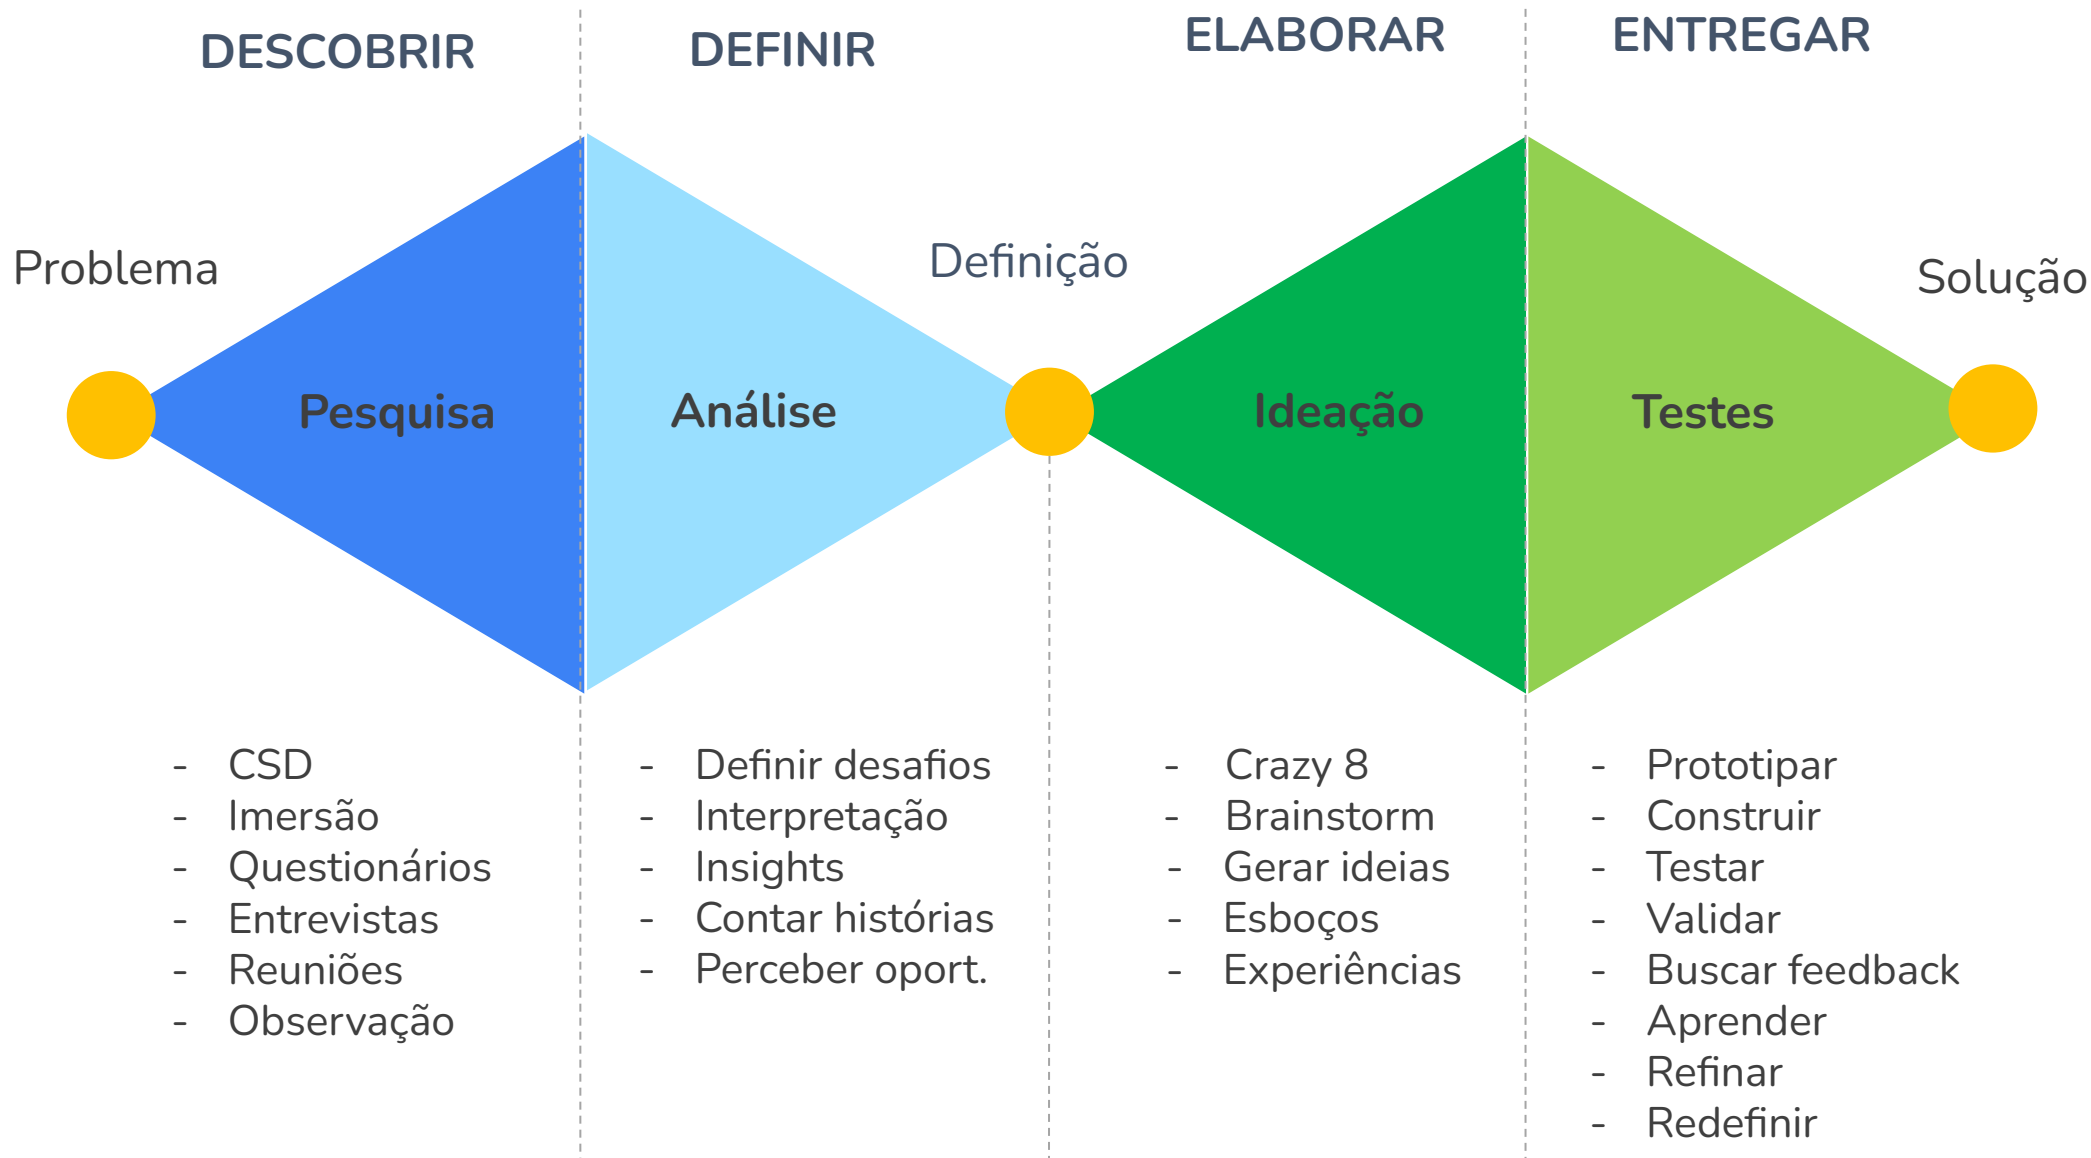 DESCOBRIR
DEFINIR
ELABORAR
ENTREGAR
Problema
Definição
Solução
Pesquisa
Análise
Ideação
Testes
- CSD
- Imersão
- Questionários
- Entrevistas
- Reuniões
- Observação
- Definir desafios
- Interpretação
- Insights
- Contar histórias
- Perceber oport.
- Crazy 8
- Brainstorm
- Gerar ideias
- Esboços
- Experiências
- Prototipar
- Construir
- Testar
- Validar
- Buscar feedback
- Aprender
- Refinar
- Redefinir